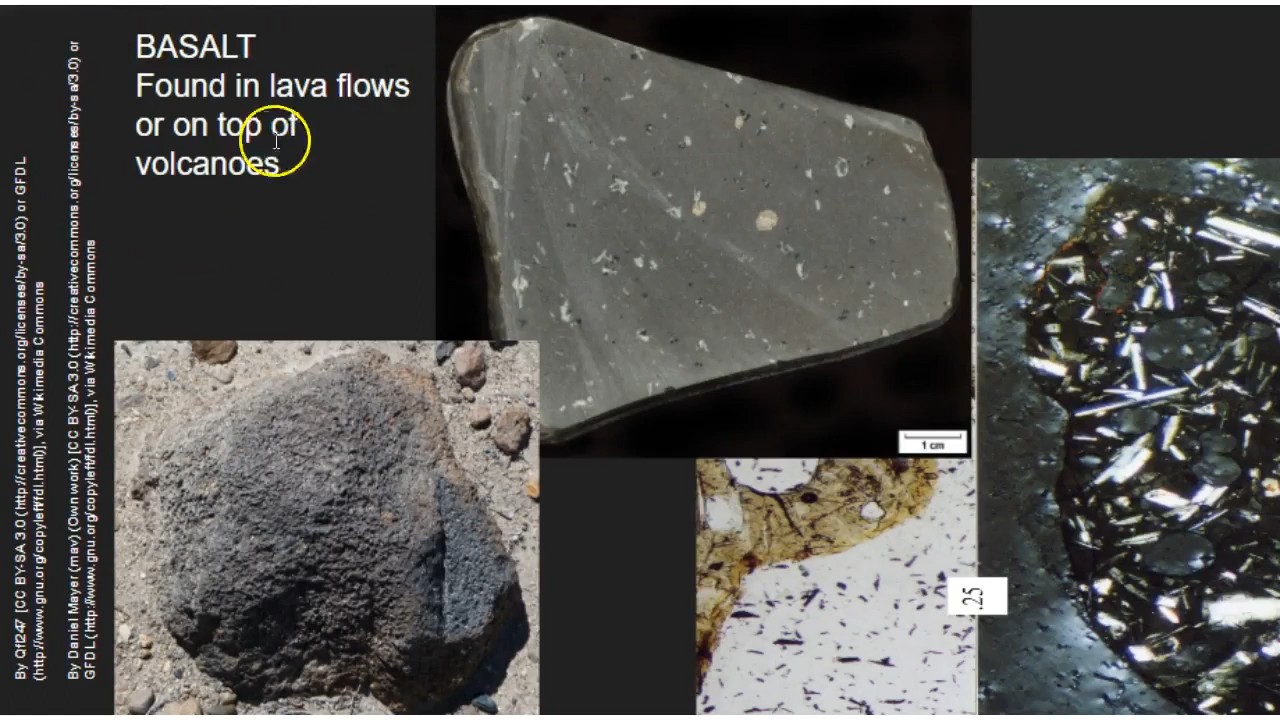 BASALT
Found in lava flows
or on top of
volcanoes
1 cm
.25
By Qfl247 [CC BY-SA 3.0 (http://creativecommons.org/licenses/by-sa/3.0) or GFDL
(http://www.gnu.org/copyleft/fdl.html)], via Wikimedia Commons
By Daniel Mayer (mav) (Own work) [CC BY-SA 3.0 (http://creativecommons.org/licenses/by-sa/3.0) or
GFDL (http://www.gnu.org/copyleft/fdl.html)], via Wikimedia Commons